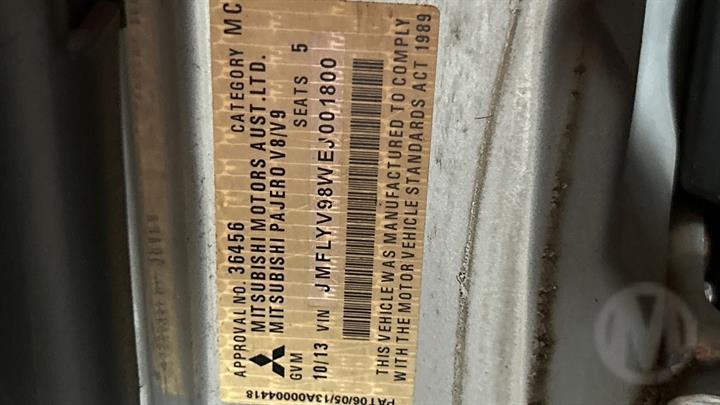 APPROVAL NO. 36456 CATEGORY MC
MITSUBISHI MOTORS AUST. LTD.
MITSUBISHI PAJERO V8/V9
GVM SEATS 5
10/13 VIN JMFLYV98WEJ001800
THIS VEHICLE WAS MANUFACTURED TO COMPLY
WITH THE MOTOR VEHICLE STANDARDS ACT 1989
PAT06/05/13A00004418
M